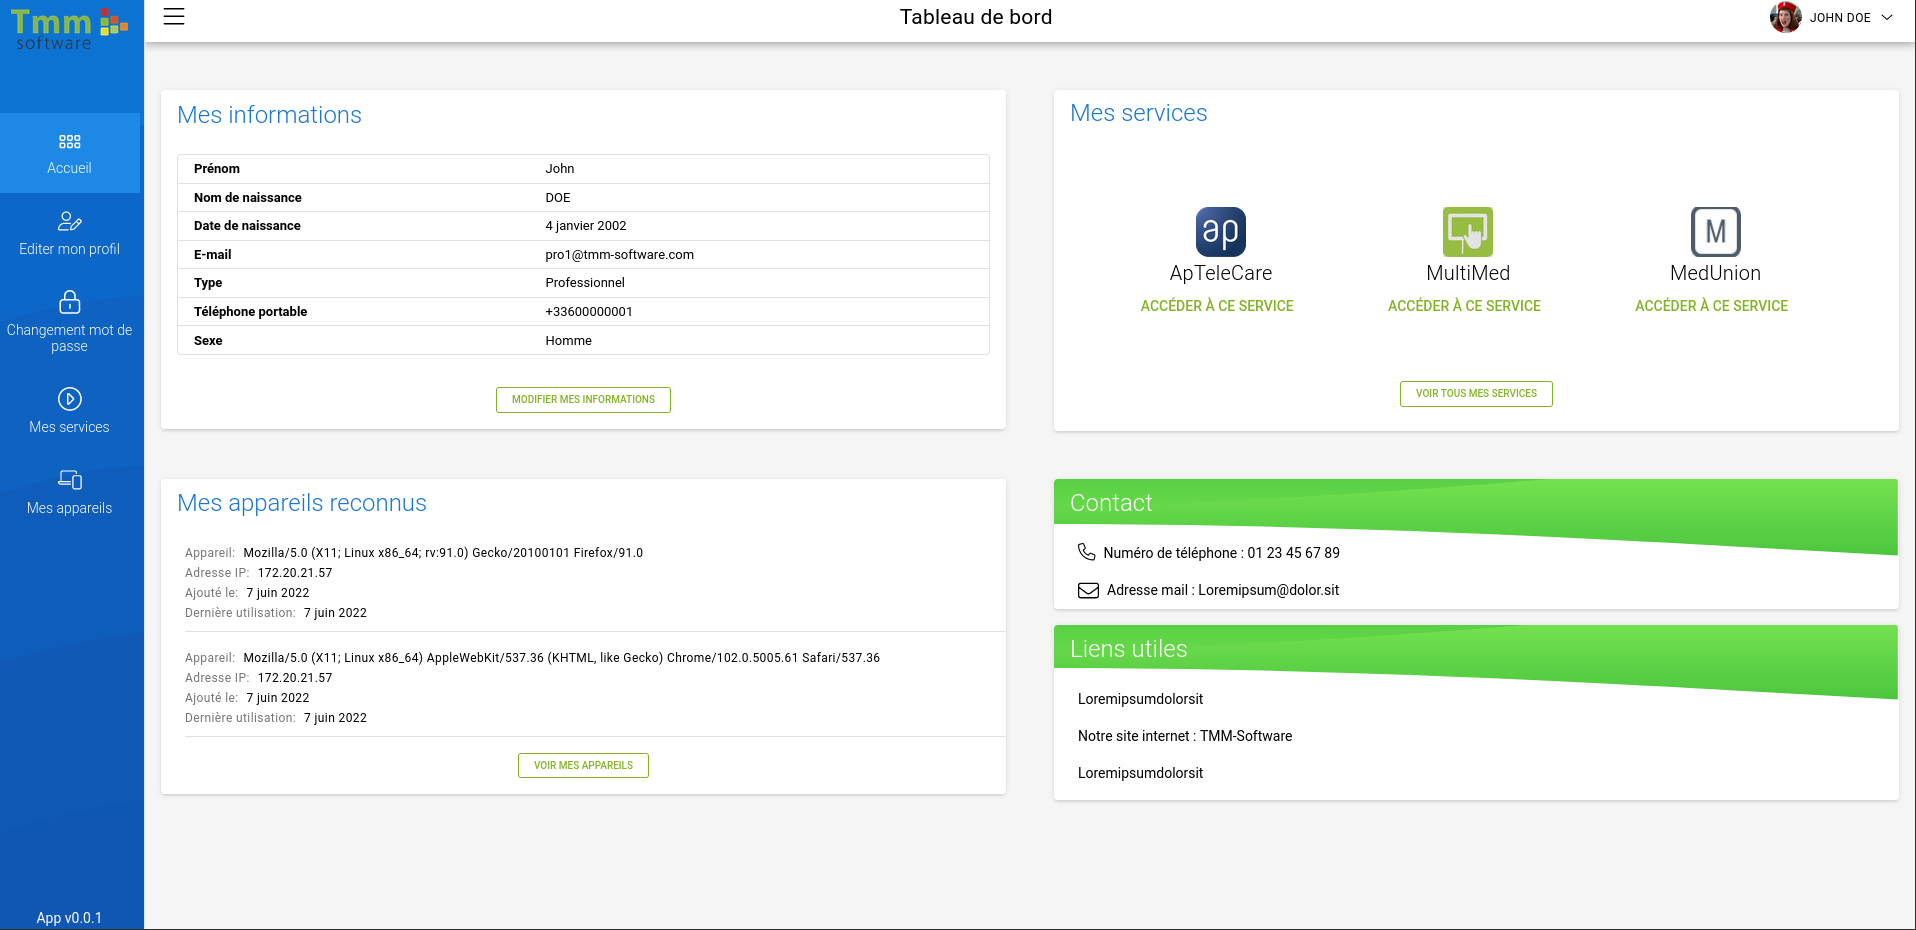 Tmm
software
Tableau de bord
JOHN DOE
Accueil
Editer mon profil
Changement mot de
passe
Mes services
Mes appareils
App v0.0.1
Mes informations
Prénom John
Nom de naissance DOE
Date de naissance 4 janvier 2002
E-mail pro1@tmm-software.com
Type Professionnel
Téléphone portable +33600000001
Sexe Homme
MODIFIER MES INFORMATIONS
Mes services
ap
ApTeleCare
ACCÉDER À CE SERVICE
MultiMed
ACCÉDER À CE SERVICE
M
MedUnion
ACCÉDER À CE SERVICE
VOIR TOUS MES SERVICES
Mes appareils reconnus
Appareil: Mozilla/5.0 (X11; Linux x86_64; rv:91.0) Gecko/20100101 Firefox/91.0
Adresse IP: 172.20.21.57
Ajouté le: 7 juin 2022
Dernière utilisation: 7 juin 2022
Appareil: Mozilla/5.0 (X11; Linux x86_64) AppleWebKit/537.36 (KHTML, like Gecko) Chrome/102.0.5005.61 Safari/537.36
Adresse IP: 172.20.21.57
Ajouté le: 7 juin 2022
Dernière utilisation: 7 juin 2022
VOIR MES APPAREILS
Contact
Numéro de téléphone : 01 23 45 67 89
Adresse mail : Loremipsum@dolor.sit
Liens utiles
Loremipsumdolorsit
Notre site internet : TMM-Software
Loremipsumdolorsit